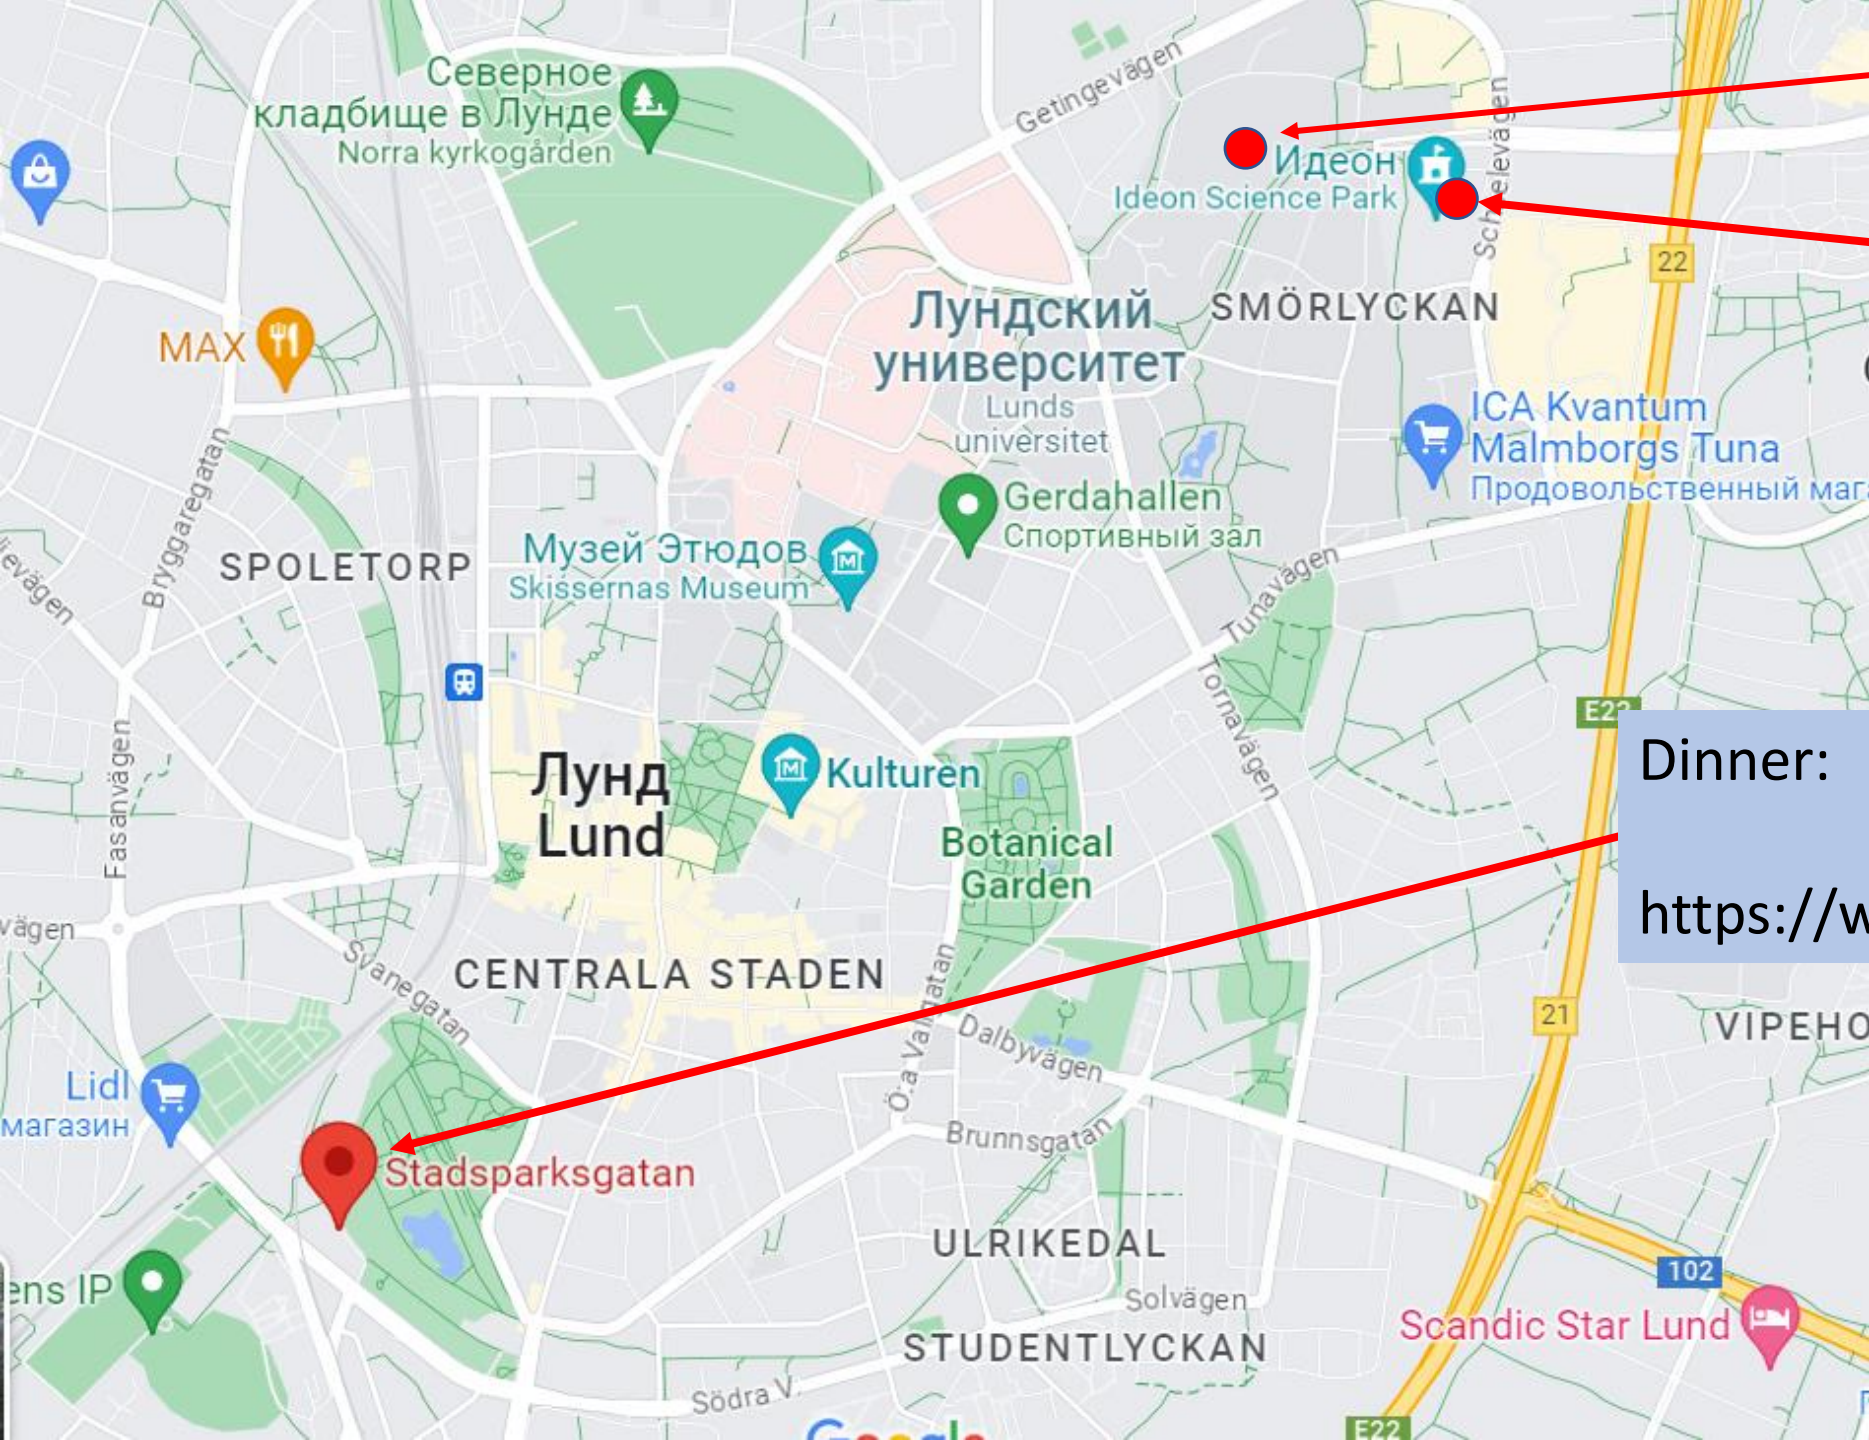 Северное
кладбище в Лунде
Norra kyrkogården
Getingevägen
Идеон
Ideon Science Park
22
MAX
Лундский
университет
Lunds
universitet
SMÖRLYCKAN
ICA Kvantum
Malmborgs Tuna
Продовольственный маг
Bryggaregatan
Gerdahallen
Спортивный зал
SPOLETORP
Музей Этюдов
Skissernas Museum
Tunavägen
Tornavägen
E22
Fasanvägen
Лунд
Lund
Kulturen
Botanical
Garden
Dinner:
https://w
vägen
Svanegatan
CENTRALA STADEN
Ö:a Vallgatan
Dalbyvägen
21
VIPEHO
Lidl
магазин
Brunnsgatan
Stadsparksgatan
ULRIKEDAL
102
ens IP
Solvägen
Scandic Star Lund
STUDENTLYCKAN
Södra V.
Google
E22